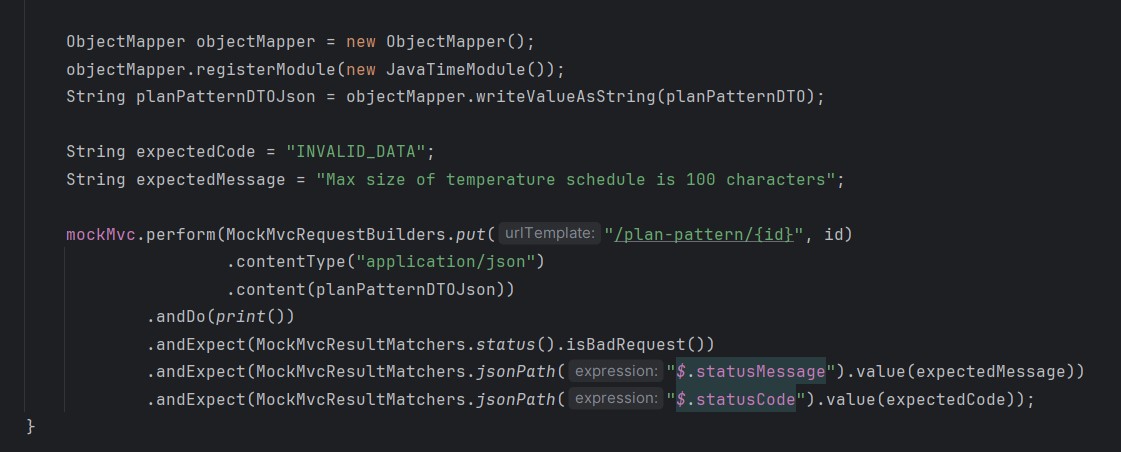 ObjectMapper objectMapper = new ObjectMapper();
objectMapper.registerModule(new JavaTimeModule());
String planPatternDTOJson = objectMapper.writeValueAsString(planPatternDTO);
String expectedCode = "INVALID_DATA";
String expectedMessage = "Max size of temperature schedule is 100 characters";
mockMvc.perform(MockMvcRequestBuilders.put( urlTemplate: "/plan-pattern/{id}", id)
.contentType("application/json")
.content(planPatternDTOJson))
.andDo(print())
.andExpect(MockMvcResultMatchers.status().isBadRequest())
.andExpect(MockMvcResultMatchers.jsonPath( expression: "$.statusMessage").value(expectedMessage))
.andExpect(MockMvcResultMatchers.jsonPath( expression: "$.statusCode").value(expectedCode));
}